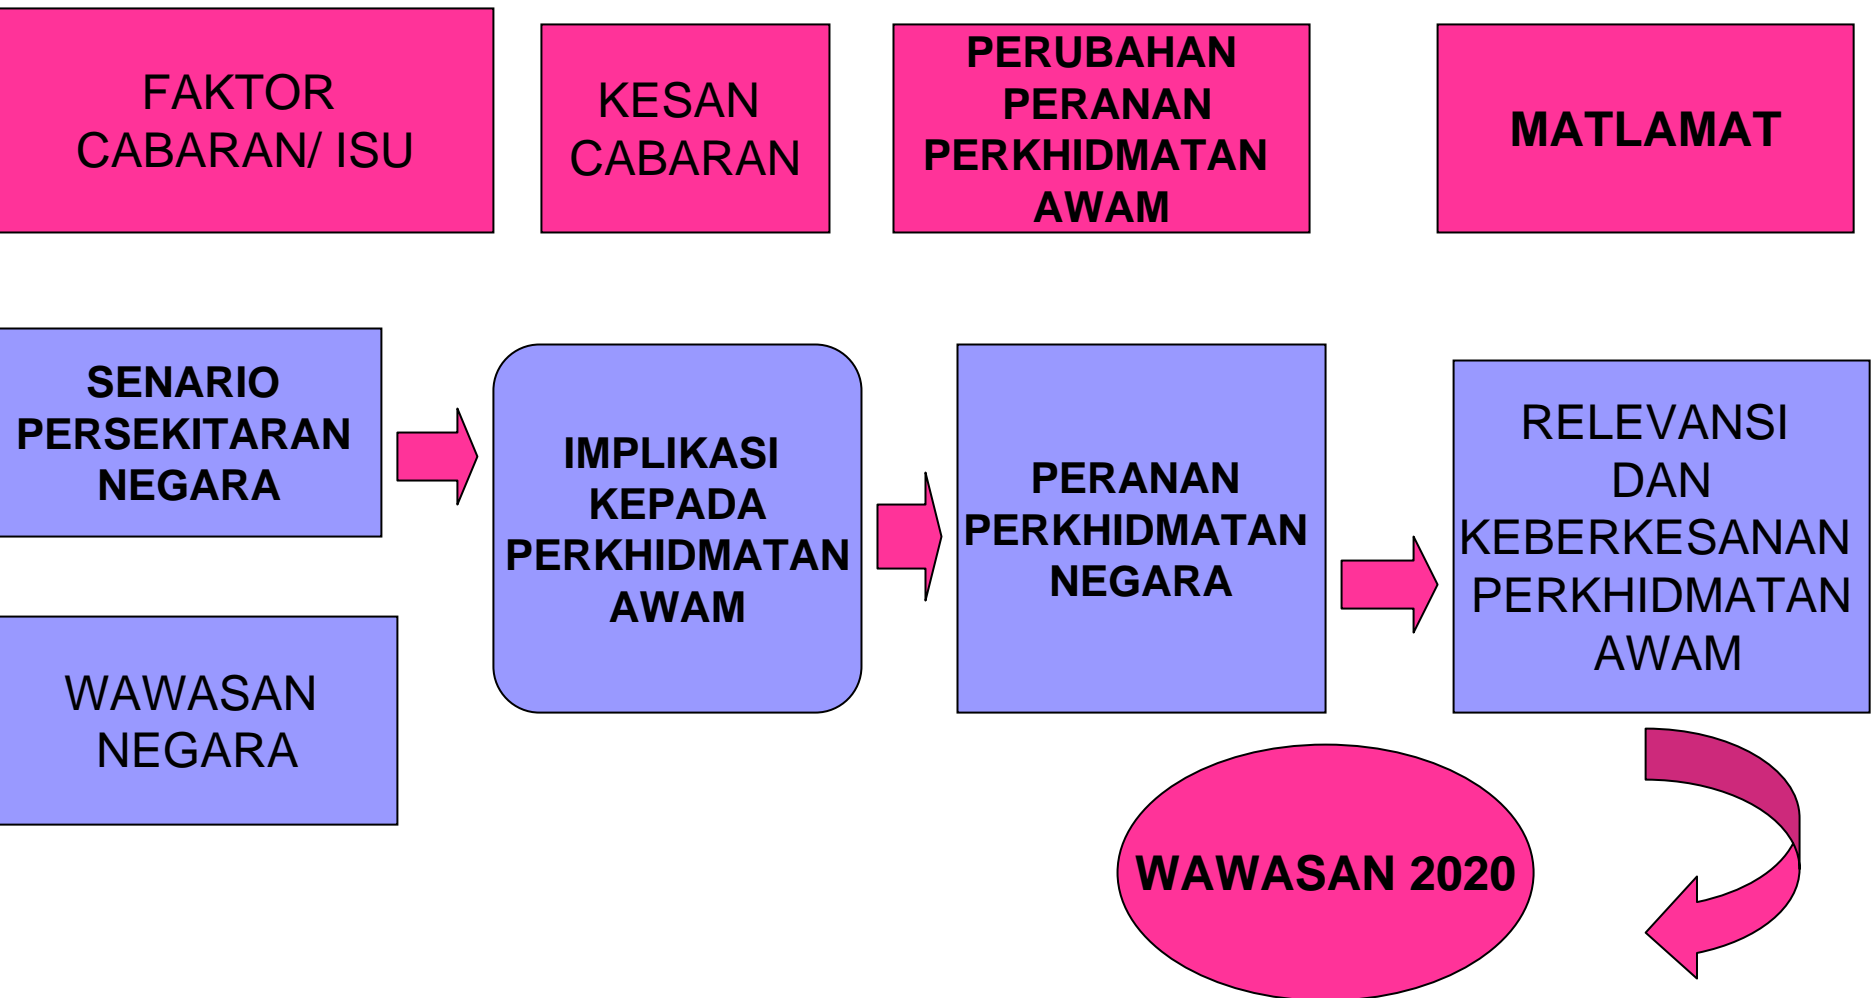 FAKTOR
CABARAN/ ISU
KESAN
CABARAN
PERUBAHAN
PERANAN
PERKHIDMATAN
AWAM
MATLAMAT
SENARIO
PERSEKITARAN
NEGARA
IMPLIKASI
KEPADA
PERKHIDMATAN
AWAM
PERANAN
PERKHIDMATAN
NEGARA
RELEVANSI
DAN
KEBERKESANAN
PERKHIDMATAN
AWAM
WAWASAN
NEGARA
WAWASAN 2020